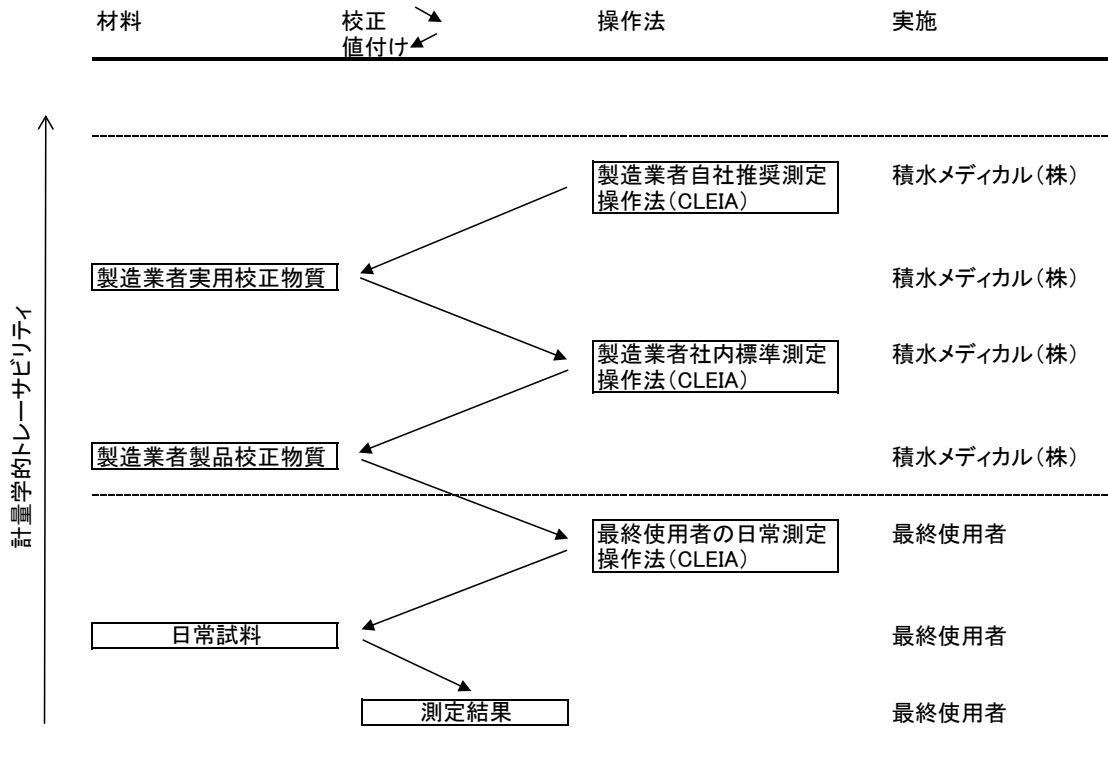 材料
校正
値付け
操作法
実施
計量学的トレーサビリティ
製造業者自社推奨測定
操作法(CLEIA)
積水メディカル(株)
製造業者実用校正物質
積水メディカル(株)
製造業者社内標準測定
操作法(CLEIA)
積水メディカル(株)
製造業者製品校正物質
積水メディカル(株)
最終使用者の日常測定
操作法(CLEIA)
最終使用者
日常試料
最終使用者
測定結果
最終使用者